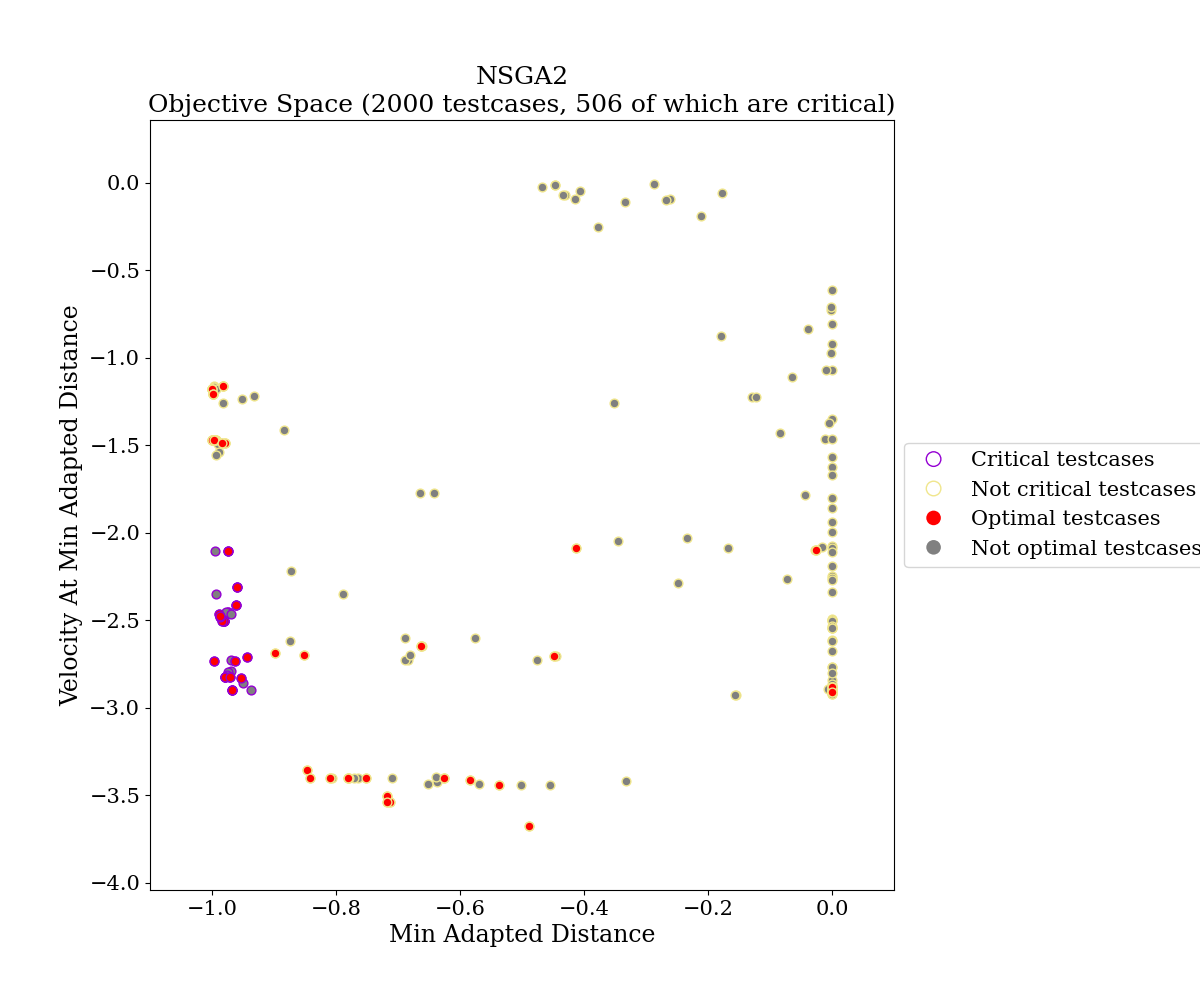 NSGA2
Objective Space (2000 testcases, 506 of which are critical)
Velocity At Min Adapted Distance
0.0
−0.5
−1.0
−1.5
−2.0
−2.5
−3.0
−3.5
−4.0
−1.0
−0.8
−0.6
−0.4
−0.2
0.0
Min Adapted Distance
Critical testcases
Not critical testcases
Optimal testcases
Not optimal testcases